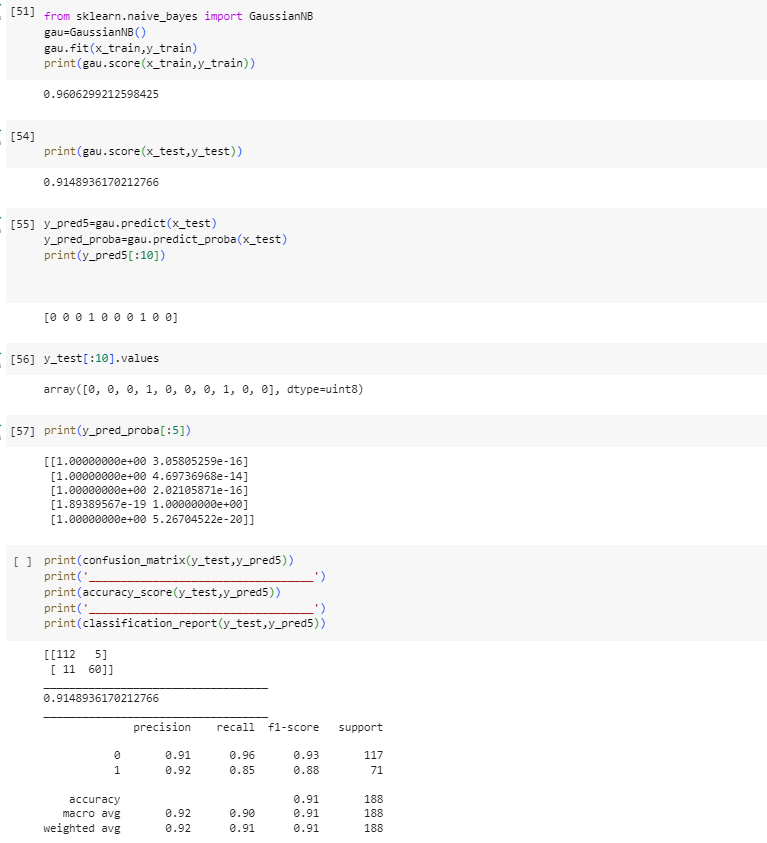 [51] from sklearn.naive_bayes import GaussianNB
gau=GaussianNB()
gau.fit(x_train,y_train)
print(gau.score(x_train,y_train))
0.9606299212598425
[54]
print(gau.score(x_test,y_test))
0.9148936170212766
[55] y_pred5=gau.predict(x_test)
y_pred_proba=gau.predict_proba(x_test)
print(y_pred5[:10])
[0 0 0 1 0 0 0 1 0 0]
[56] y_test[:10].values
array([0, 0, 0, 1, 0, 0, 0, 1, 0, 0], dtype=uint8)
[57] print(y_pred_proba[:5])
[[1.00000000e+00 3.05805259e-16]
[1.00000000e+00 4.69736968e-14]
[1.00000000e+00 2.02105871e-16]
[1.89389567e-19 1.00000000e+00]
[1.00000000e+00 5.26704522e-20]]
[ ] print(confusion_matrix(y_test,y_pred5))
print('___________________________________')
print(accuracy_score(y_test,y_pred5))
print('___________________________________')
print(classification_report(y_test,y_pred5))
[[112 5]
[ 11 60]]
___________________________________
0.9148936170212766
___________________________________
precision recall f1-score support
0 0.91 0.96 0.93 117
1 0.92 0.85 0.88 71
accuracy 0.91 188
macro avg 0.92 0.90 0.91 188
weighted avg 0.92 0.91 0.91 188